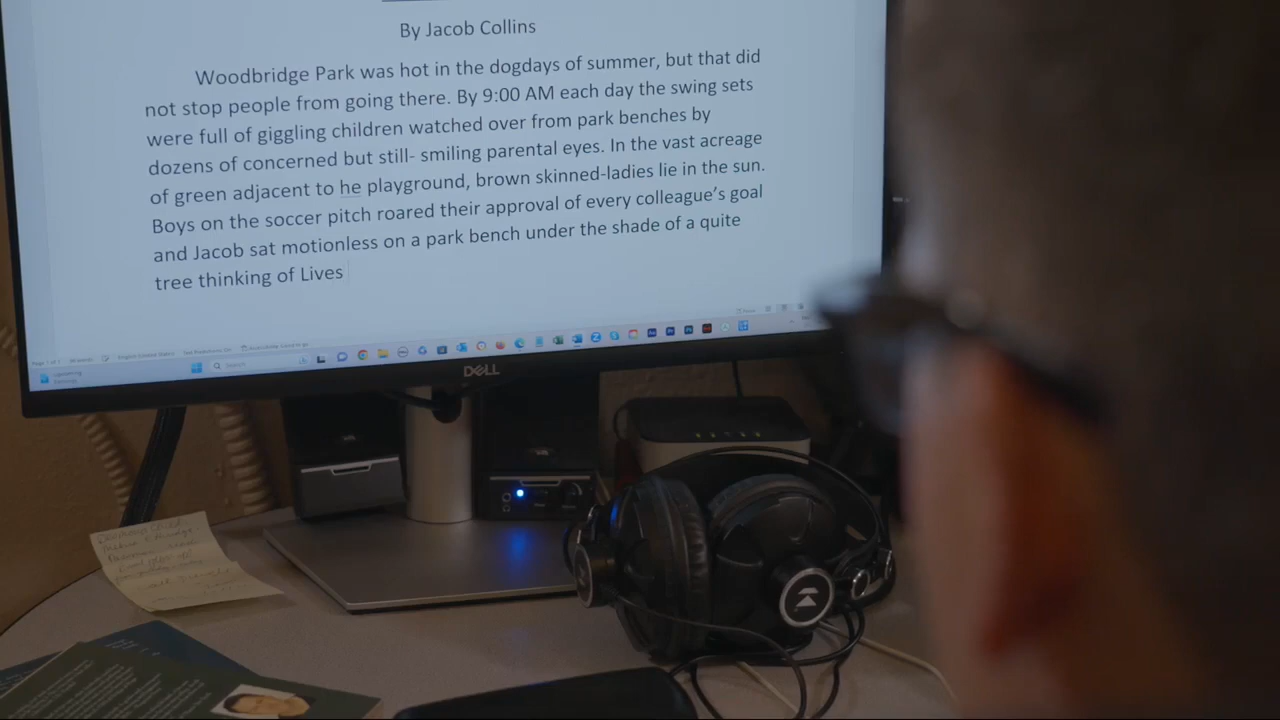 By Jacob Collins
Woodbridge Park was hot in the dogdays of summer, but that did
not stop people from going there. By 9:00 AM each day the swing sets
were full of giggling children watched over from park benches by
dozens of concerned but still- smiling parental eyes. In the vast acreage
of green adjacent to he playground, brown skinned-ladies lie in the sun.
Boys on the soccer pitch roared their approval of every colleague's goal
and Jacob sat motionless on a park bench under the shade of a quite
tree thinking of Lives
Search
DELL